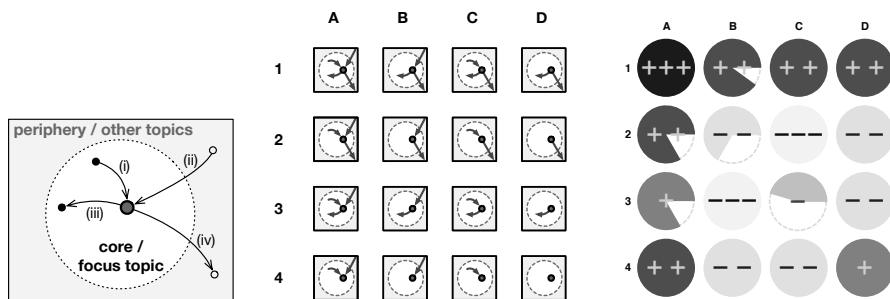 periphery / other topics
(i)
(ii)
(iii)
(iv)
core /
focus topic
A B C D
1
2
3
4
A B C D
1 +++ ++ ++ ++
2 ++ – – – – – – –
3 + – – – – – –
4 ++ – – – – +